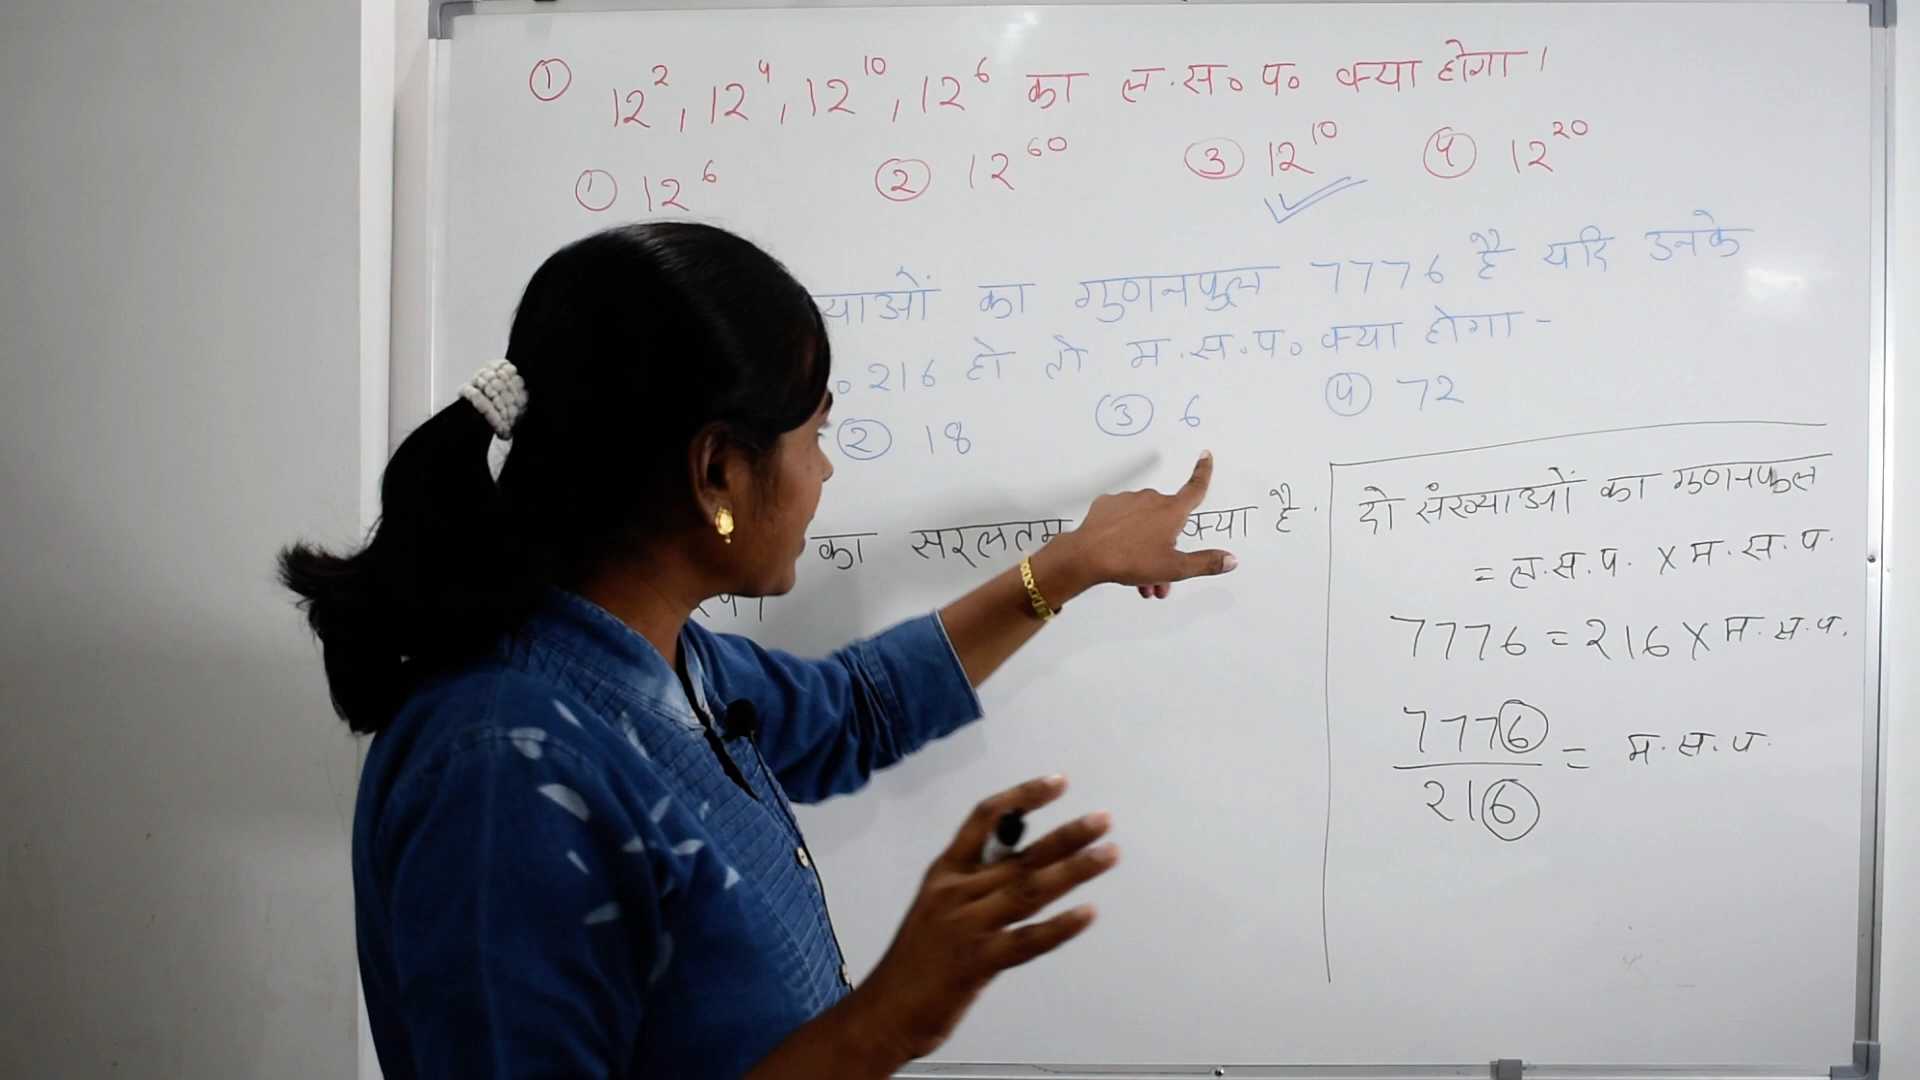 ① 12², 12⁴, 12¹⁰, 12⁶ का ल.स॰प॰ क्या होगा।
① 12⁶ ② 12⁶⁰ ③ 12¹⁰ ④ 12²⁰
का गुणनफल 7776 है यदि उनके
216 हो तो म.स.प॰ क्या होगा-
② 18 ③ 6 ④ 72
का सरलतम क्या है.
दो संख्याओं का गुणनफल
= ल.स.प. × म.स.प.
7776 = 216 × म.स.प.
7776/216 = म.स.प.